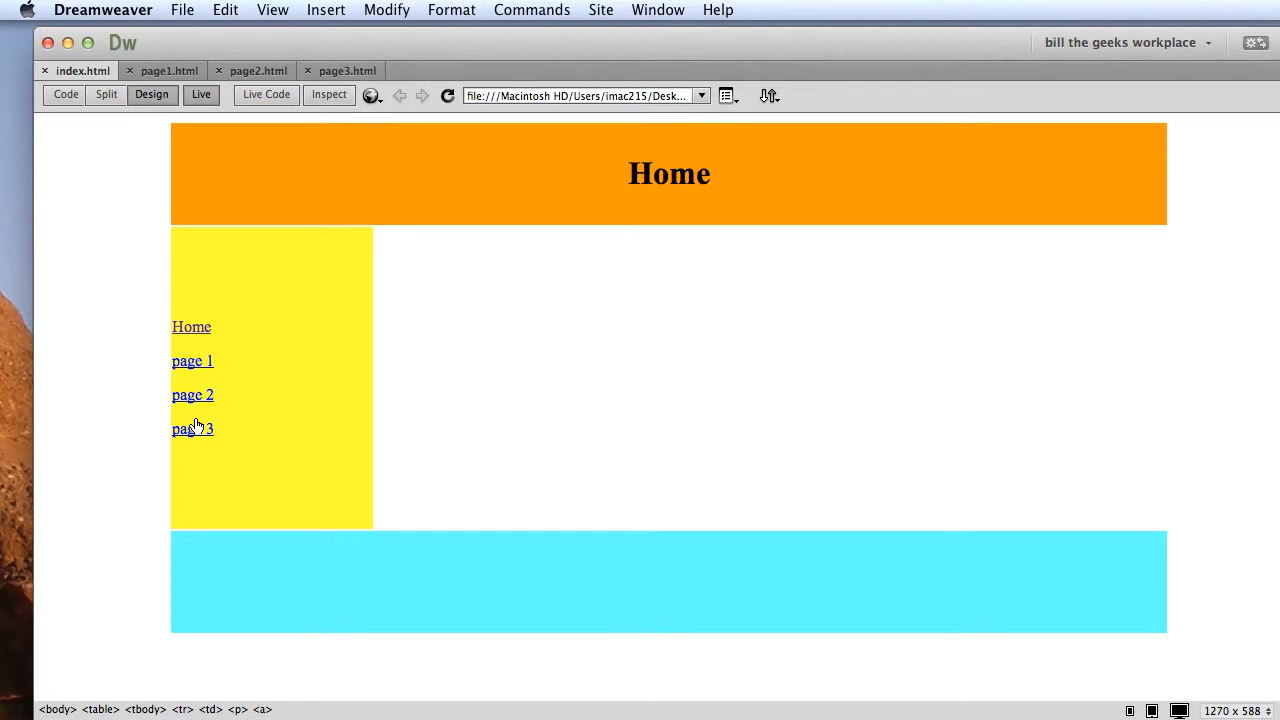 Dreamweaver File Edit View Insert Modify Format Commands Site Window Help
Dw bill the geeks workplace
index.html page1.html page2.html page3.html
Code Split Design Live Live Code Inspect file:///Macintosh HD/Users/imac215/Desk...
Home
Home
page 1
page 2
page 3
<body> <table> <tbody> <tr> <td> <p> <a> 1270 x 588